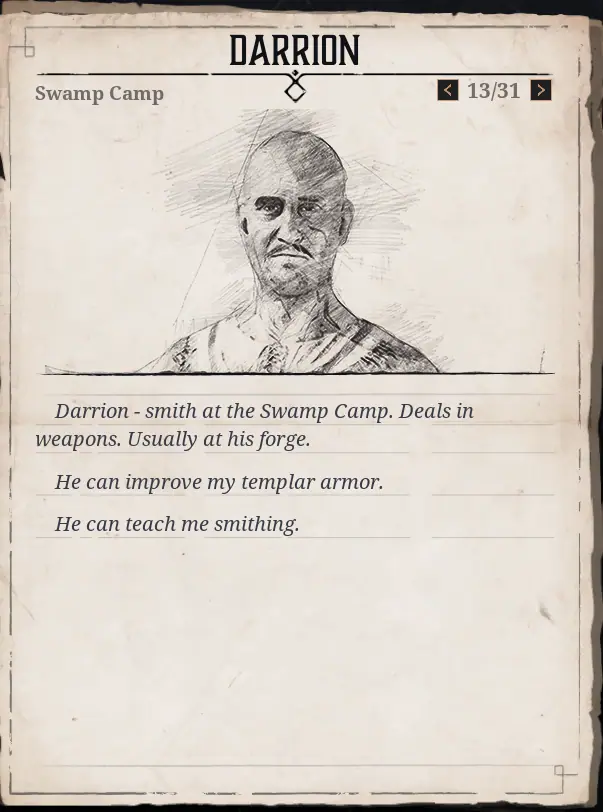 DARRION
Swamp Camp
13/31
Darrion - smith at the Swamp Camp. Deals in
weapons. Usually at his forge.
He can improve my templar armor.
He can teach me smithing.